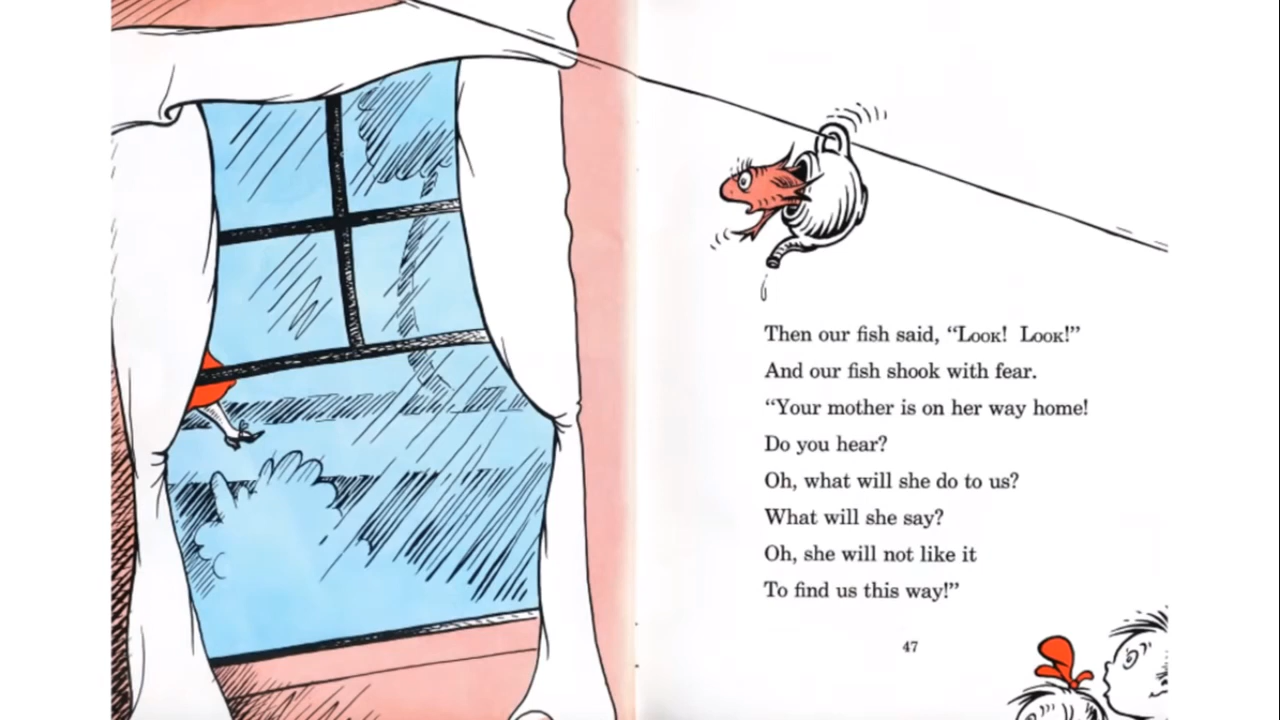 Then our fish said, “Look! Look!”
And our fish shook with fear.
“Your mother is on her way home!
Do you hear?
Oh, what will she do to us?
What will she say?
Oh, she will not like it
To find us this way!”
47